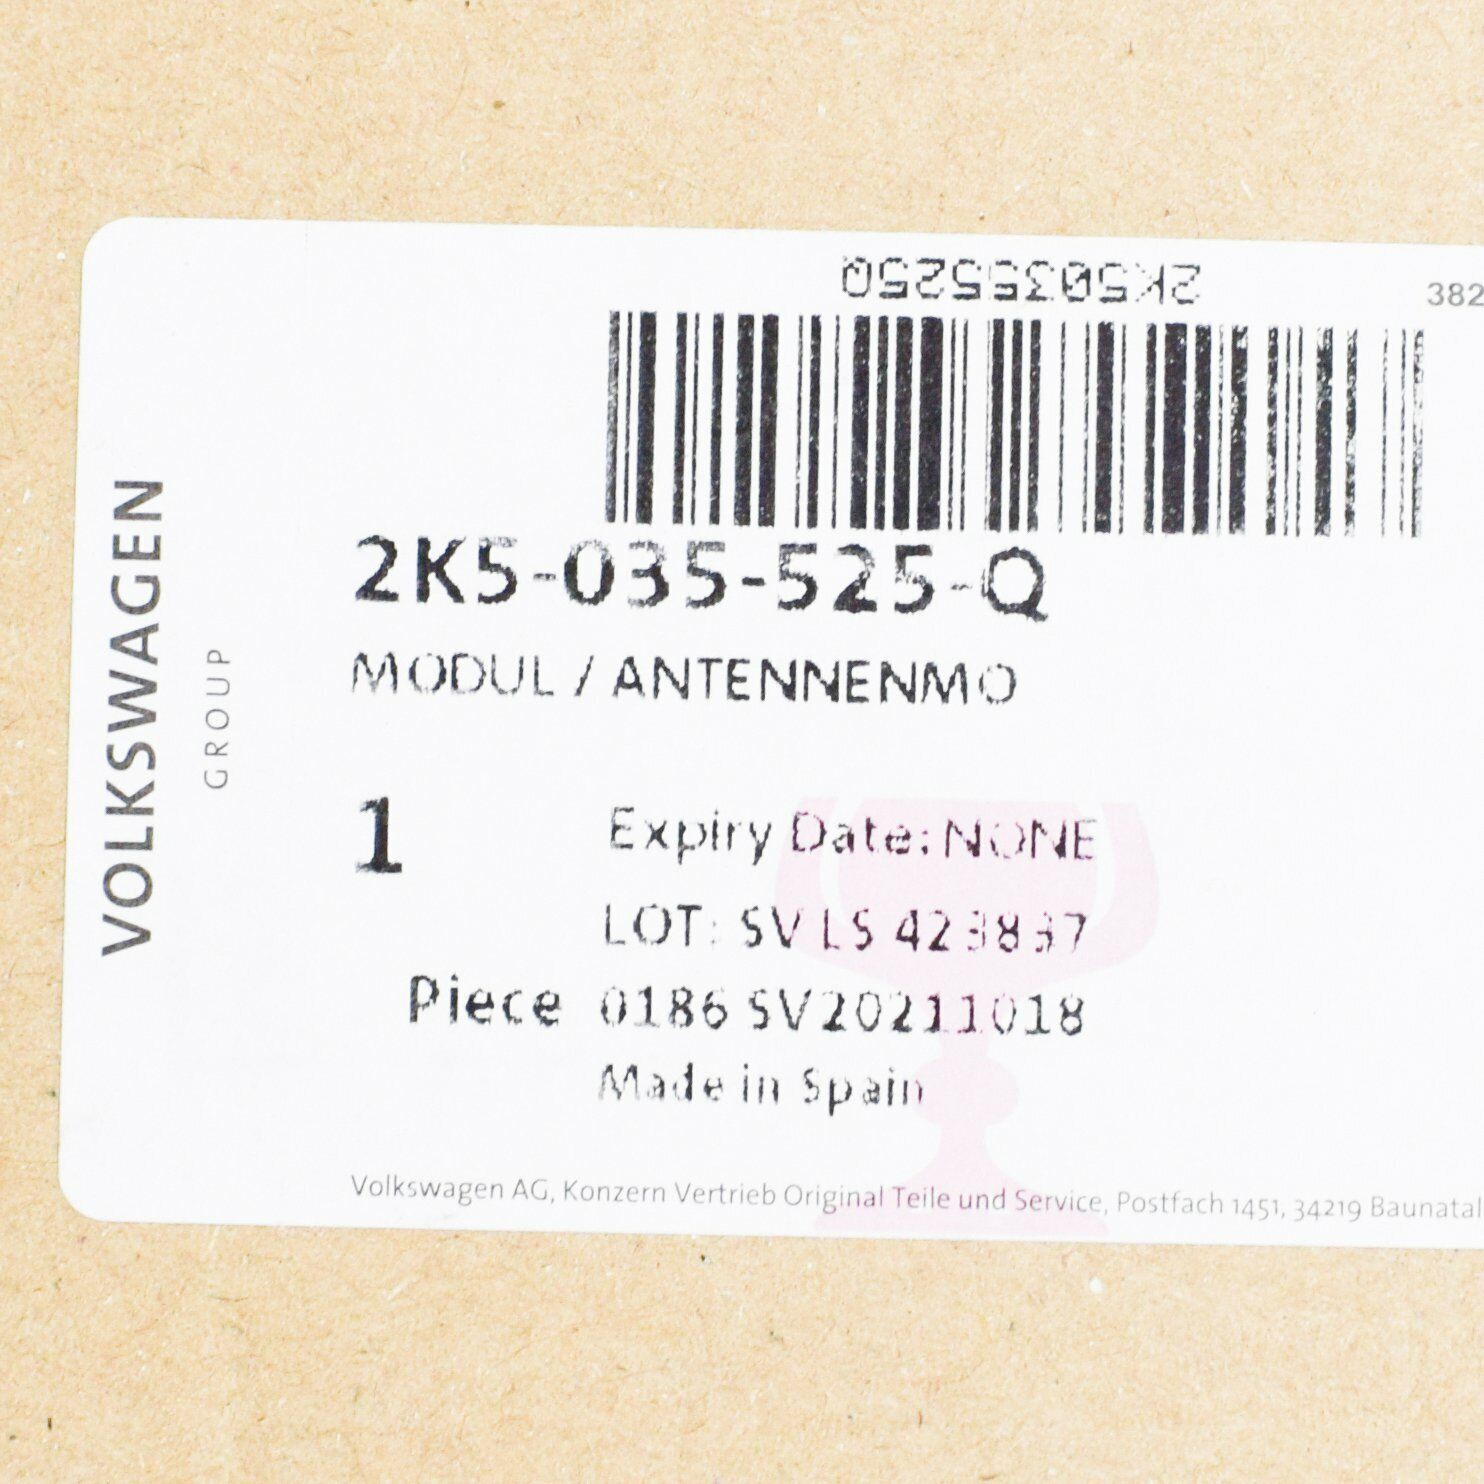 2K5035525Q
382
2K5-035-525-Q
MODUL / ANTENNENMO
1
Expiry Date: NONE
LOT: SV LS 423837
Piece 0186 SV20211018
Made in Spain
Volkswagen AG, Konzern Vertrieb Original Teile und Service, Postfach 1451, 34219 Baunatal
VOLKSWAGEN
GROUP